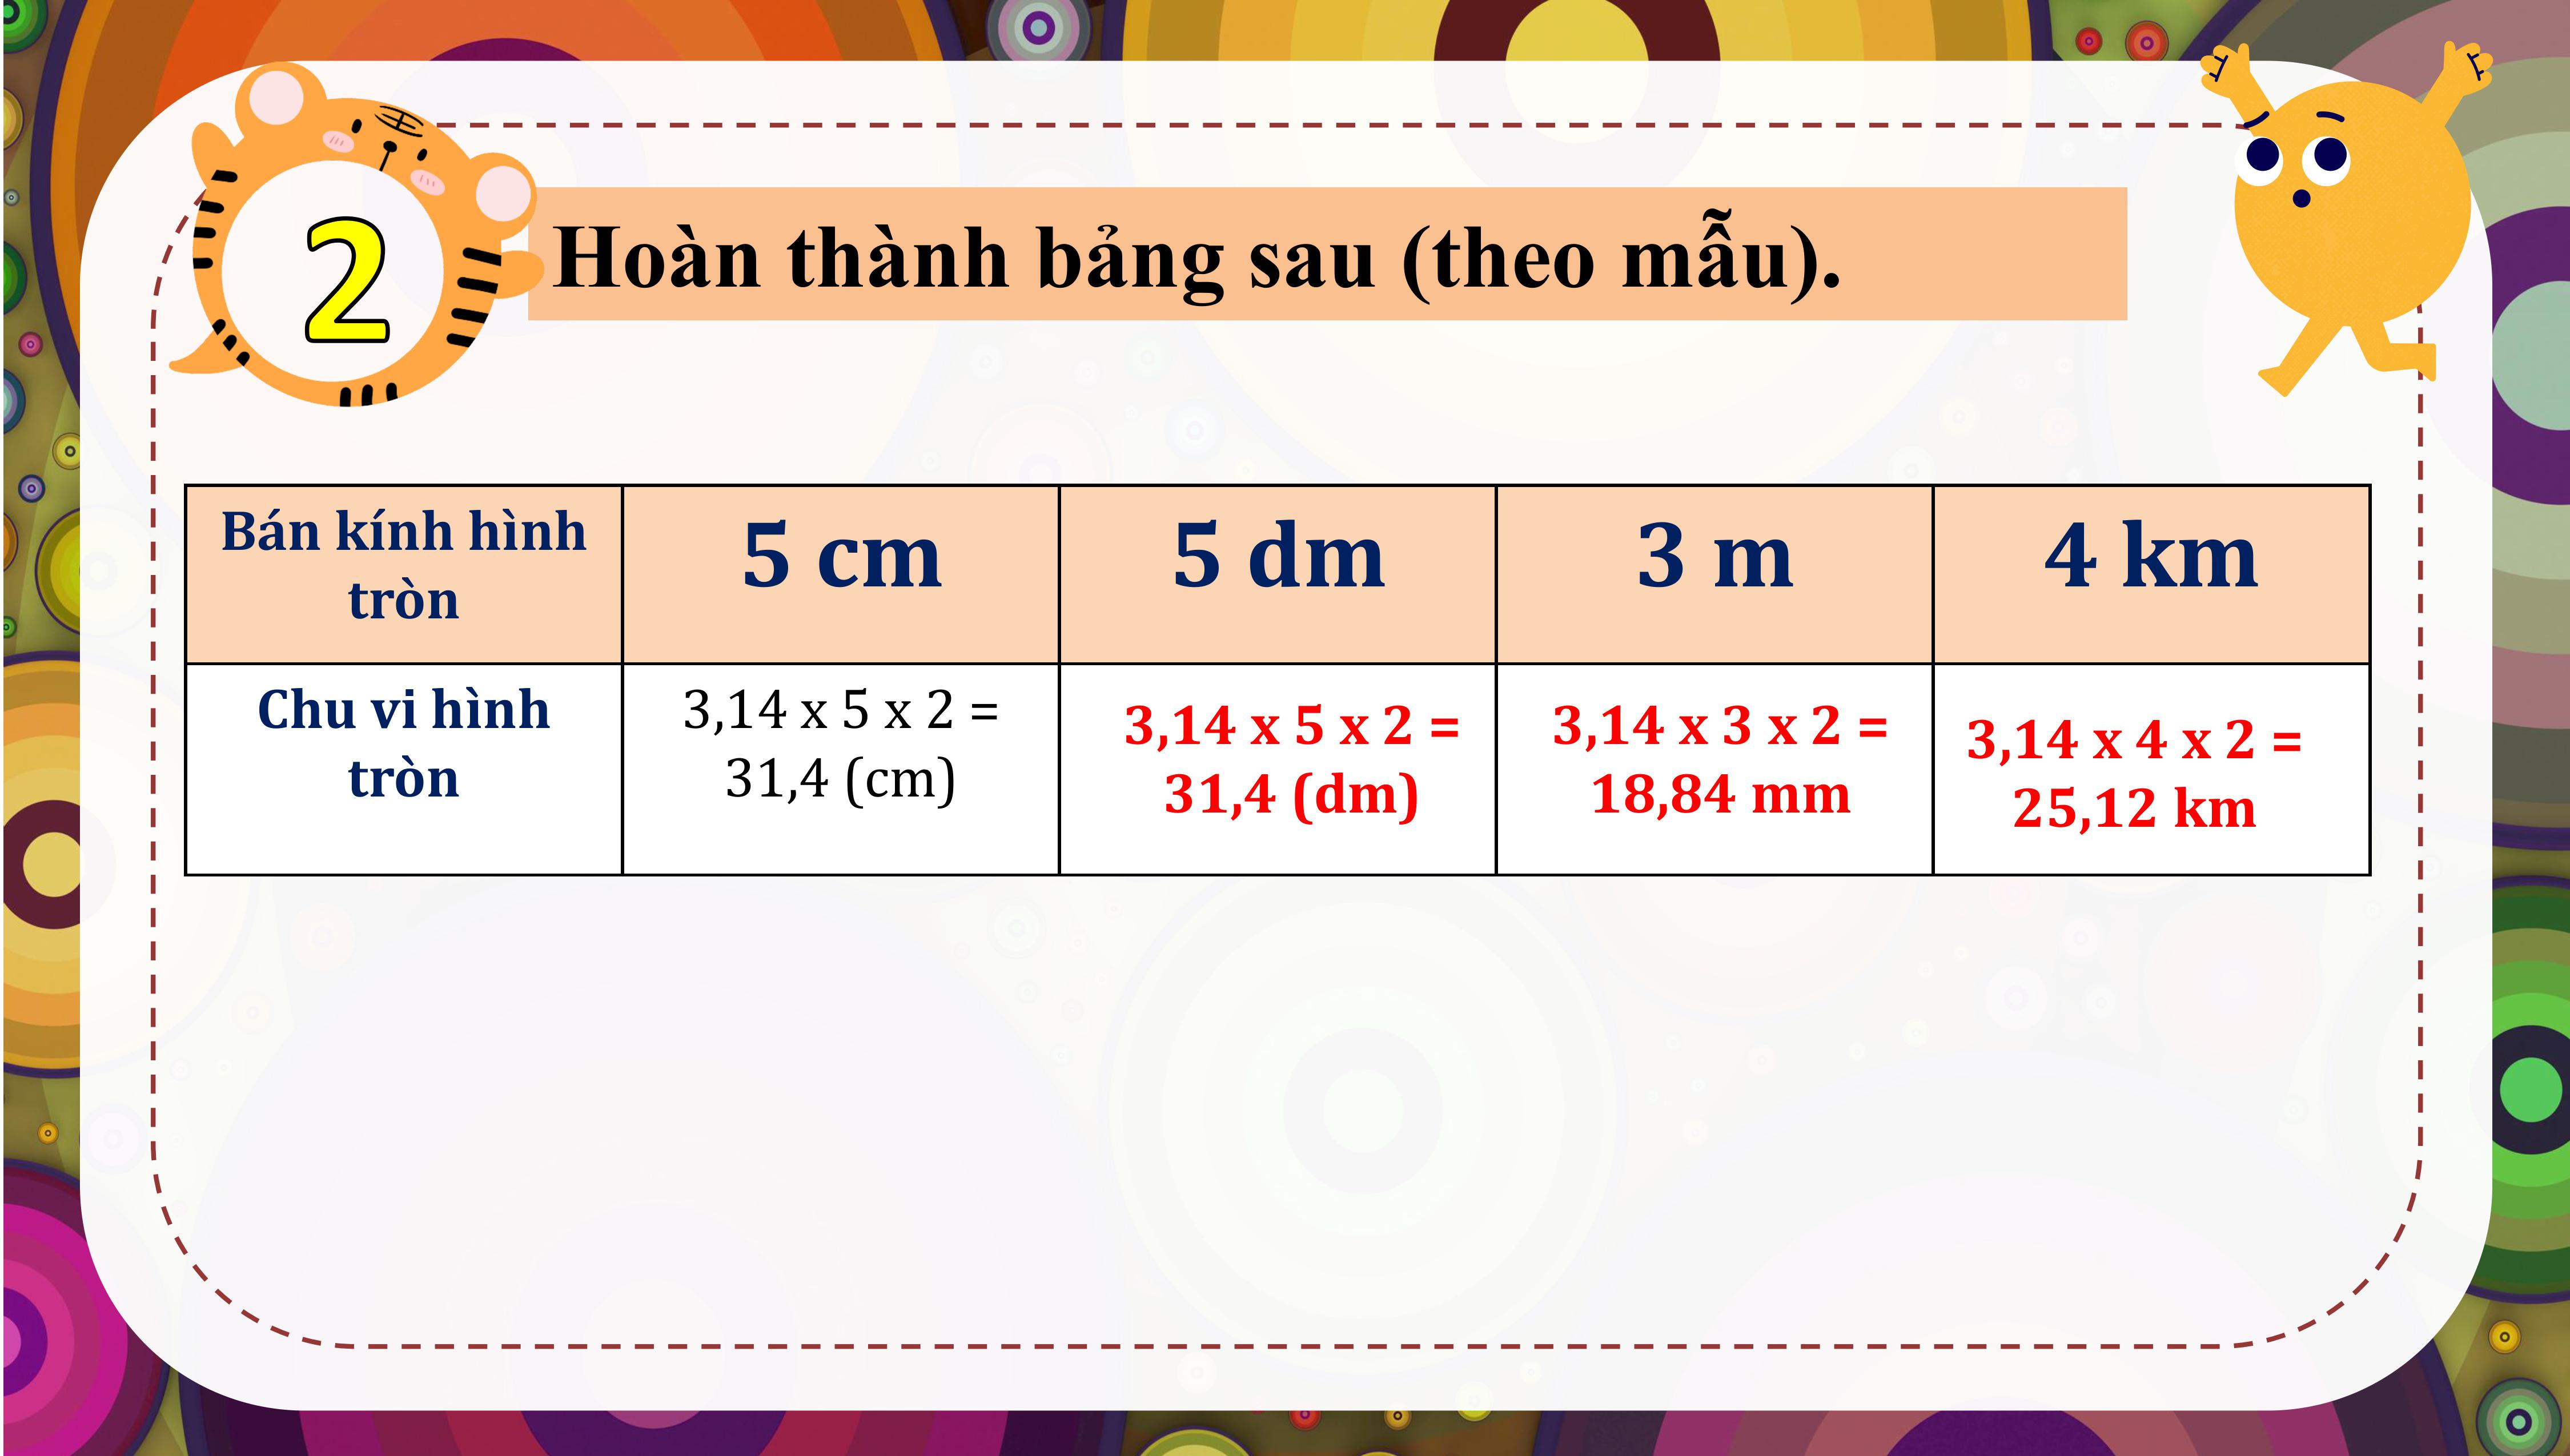 2
Hoàn thành bảng sau (theo mẫu).
Bán kính hình
tròn
5 cm
5 dm
3 m
4 km
Chu vi hình
tròn
3,14 x 5 x 2 =
31,4 (cm)
3,14 x 5 x 2 =
31,4 (dm)
3,14 x 3 x 2 =
18,84 mm
3,14 x 4 x 2 =
25,12 km